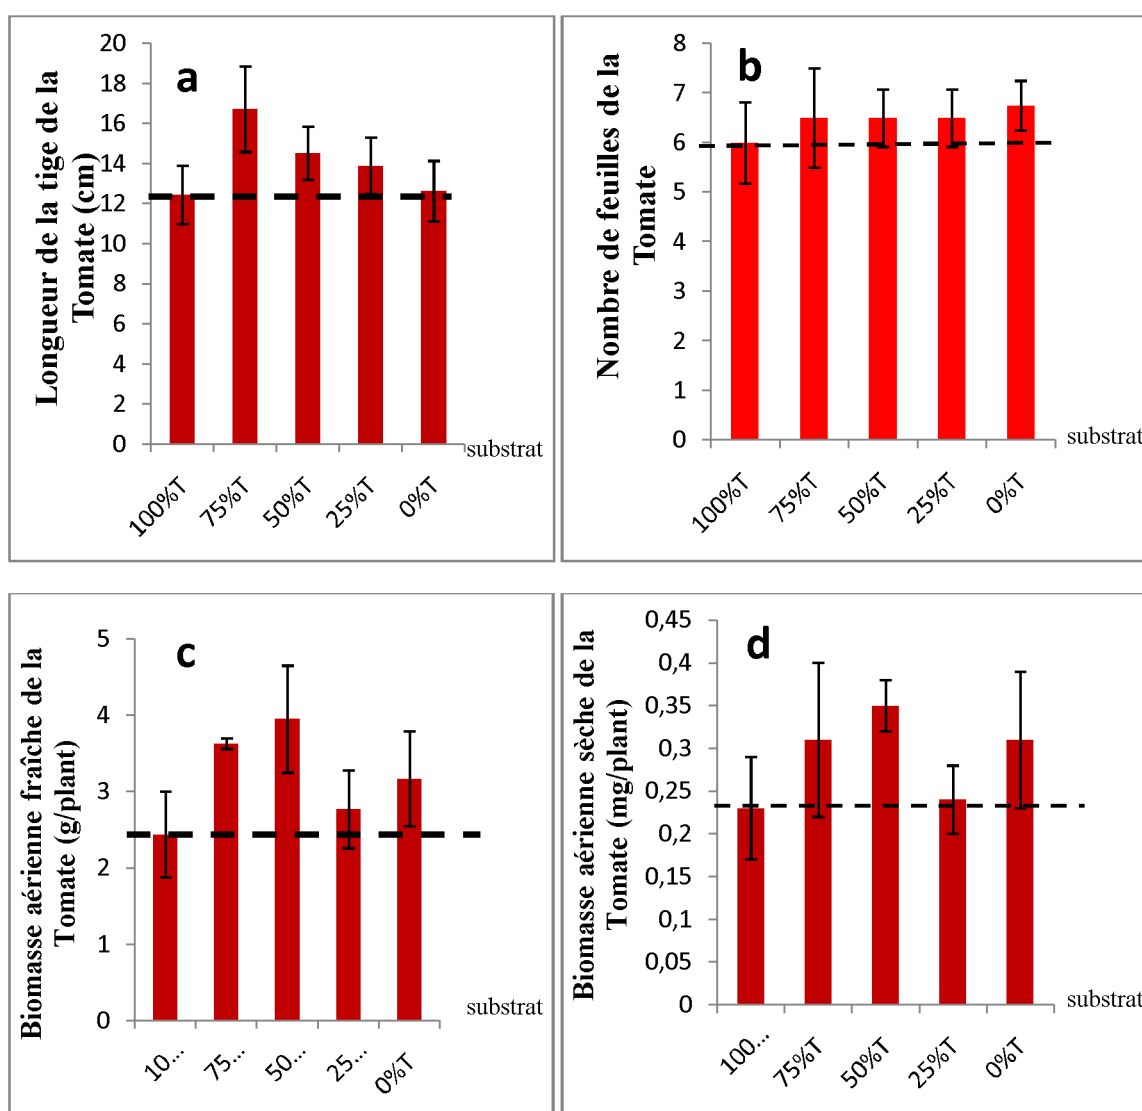 a
Longueur de la tige de la
Tomate (cm)
20
18
16
14
12
10
8
6
4
2
0
100%T
75%T
50%T
25%T
0%T
substrat
b
Nombre de feuilles de la
Tomate
8
7
6
5
4
3
2
1
0
100%T
75%T
50%T
25%T
0%T
substrat
c
Biomasse aérienne fraîche de la
Tomate (g/plant)
5
4
3
2
1
0
10...
75...
50...
25...
0%T
substrat
d
Biomasse aérienne sèche de la
Tomate (mg/plant)
0,45
0,4
0,35
0,3
0,25
0,2
0,15
0,1
0,05
0
100...
75%T
50%T
25%T
0%T
substrat